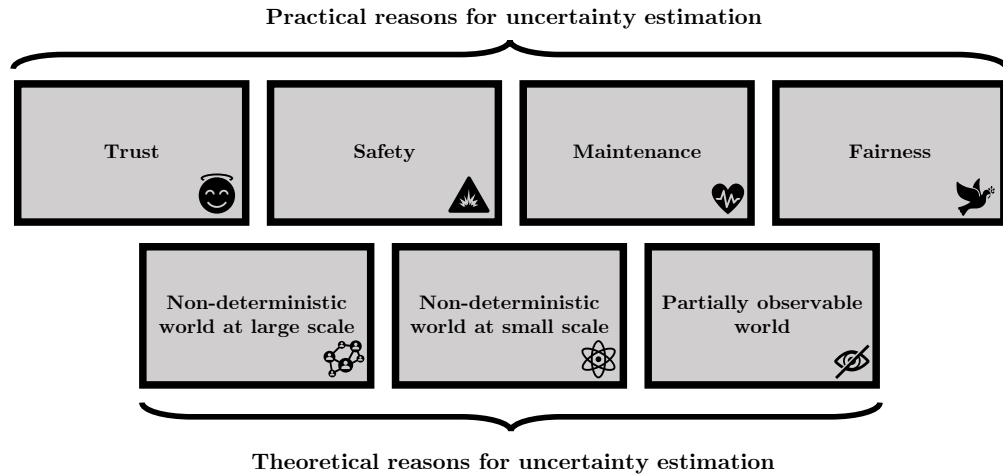 Practical reasons for uncertainty estimation
Trust
Safety
Maintenance
Fairness
Non-deterministic
world at large scale
Non-deterministic
world at small scale
Partially observable
world
Theoretical reasons for uncertainty estimation